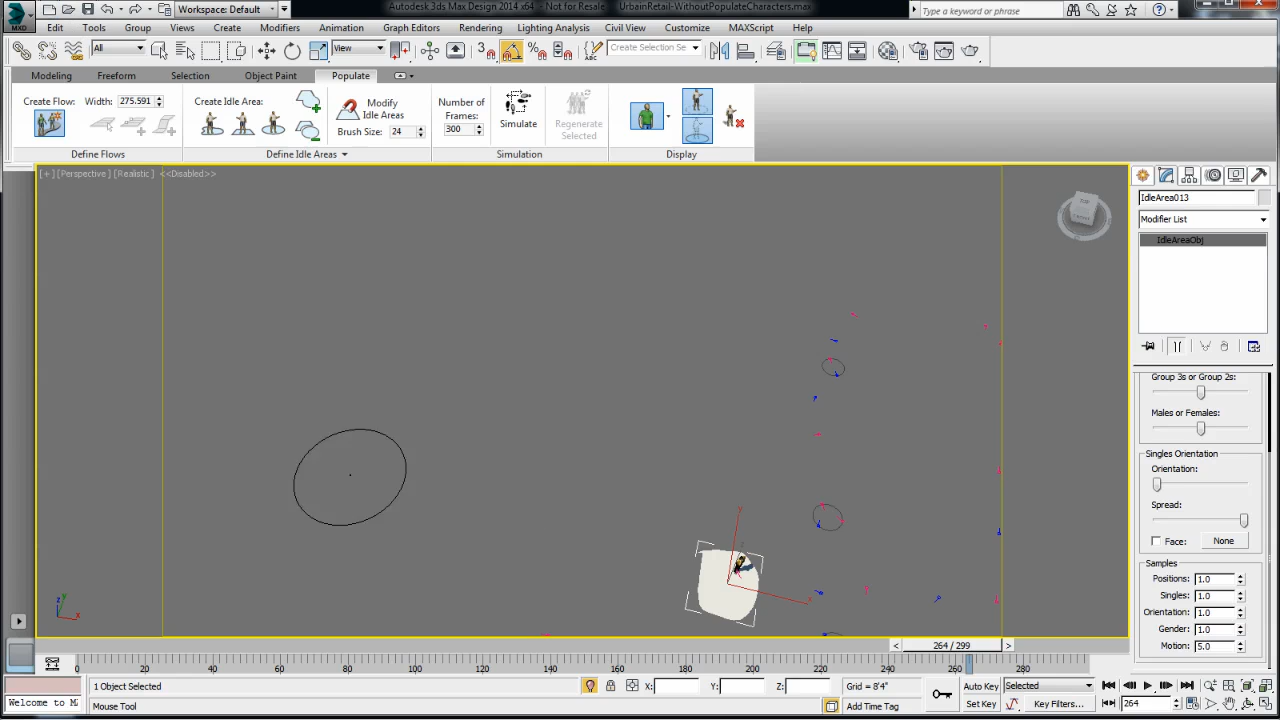 MXD
Workspace: Default
Autodesk 3ds Max Design 2014 x64 - Not for Resale
UrbanRetail-WithoutPopulateCharacters.max
Type a keyword or phrase
Edit Tools Group Views Create Modifiers Animation Graph Editors Rendering Lighting Analysis Civil View Customize MAXScript Help
All
View
3
ABC
Create Selection Se
Modeling Freeform Selection Object Paint Populate
Create Flow: Width: 275.591
Create Idle Area:
Modify
Idle Areas
Brush Size: 24
Number of
Frames:
300
Simulate
Regenerate
Selected
Define Flows
Define Idle Areas
Simulation
Display
[+] [Perspective] [Realistic] <<Disabled>>
z
y
x
y
x
IdleArea013
Modifier List
IdleAreaObj
Group 3s or Group 2s:
Males or Females:
Singles Orientation
Orientation:
Spread:
Face: None
Samples
Positions: 1.0
Singles: 1.0
Orientation: 1.0
Gender: 1.0
Motion: 5.0
< 264 / 299 >
0 20 40 60 80 100 120 140 160 180 200 220 240 260 280
1 Object Selected
X: Y: Z:
Grid = 8'4"
Auto Key
Selected
Welcome to M
Mouse Tool
Add Time Tag
Set Key
Key Filters...
264